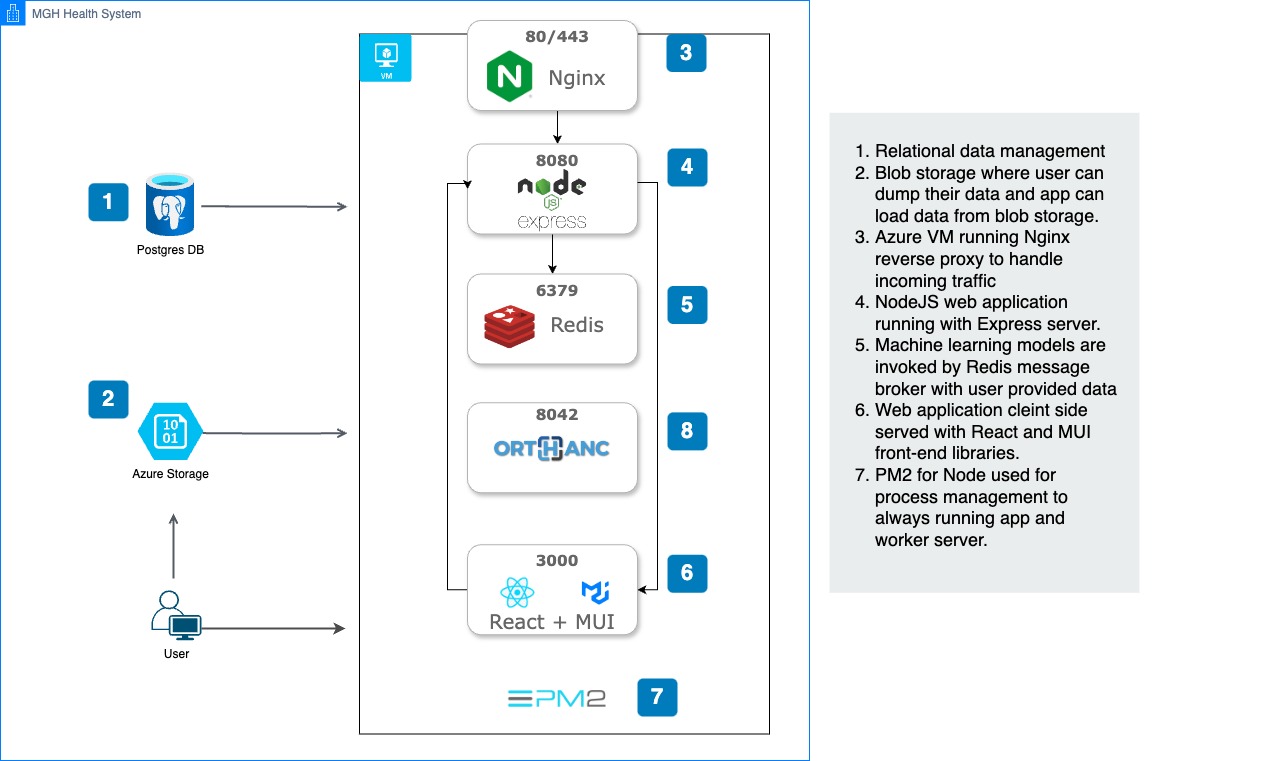 MGH Health System
80/443
Nginx
3
VM
8080
node
JS
express
4
1
Postgres DB
6379
Redis
5
2
10
01
Azure Storage
8042
ORTHANC
8
3000
React + MUI
6
User
PM2
7
1. Relational data management
2. Blob storage where user can
dump their data and app can
load data from blob storage.
3. Azure VM running Nginx
reverse proxy to handle
incoming traffic
4. NodeJS web application
running with Express server.
5. Machine learning models are
invoked by Redis message
broker with user provided data
6. Web application cleint side
served with React and MUI
front-end libraries.
7. PM2 for Node used for
process management to
always running app and
worker server.